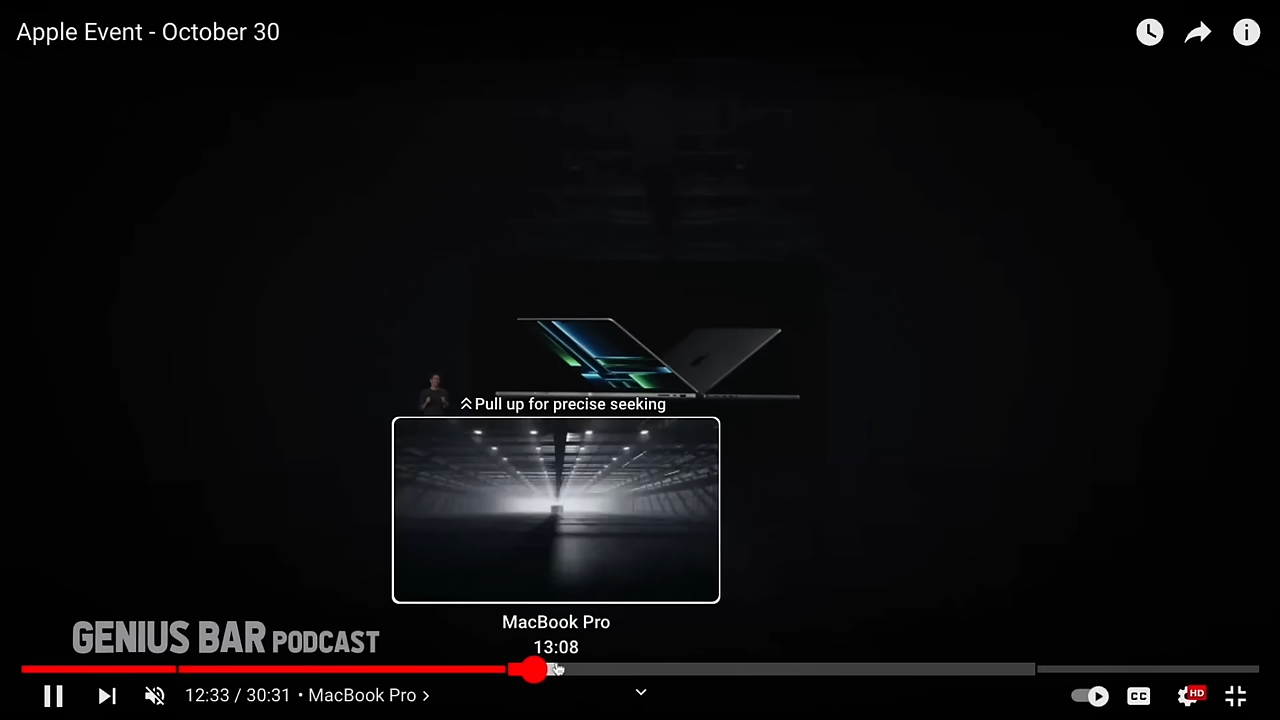 Apple Event - October 30
Pull up for precise seeking
MacBook Pro
13:08
GENIUS BAR PODCAST
12:33 / 30:31 • MacBook Pro >
CC
HD